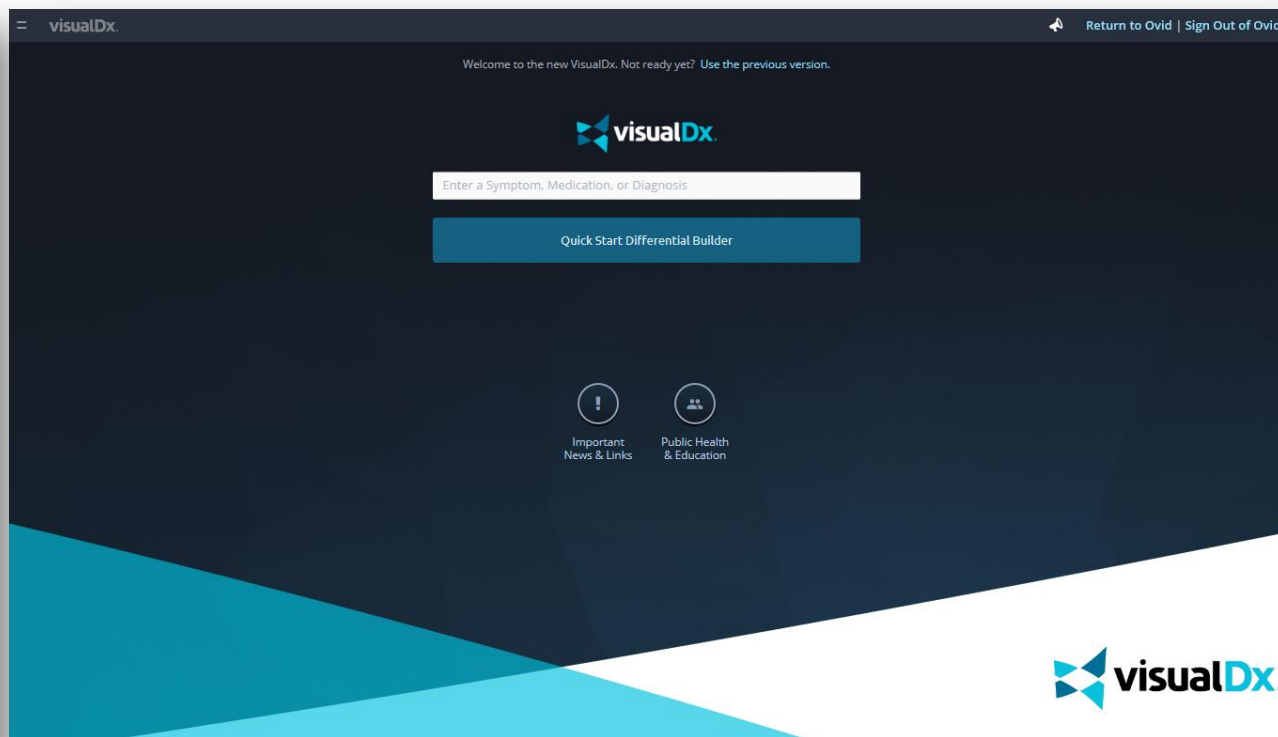 visualDx.
Return to Ovid | Sign Out of Ovid
Welcome to the new VisualDx. Not ready yet? Use the previous version.
visualDx.
Enter a Symptom, Medication, or Diagnosis
Quick Start Differential Builder
!
Important
News & Links
Public Health
& Education
visualDx